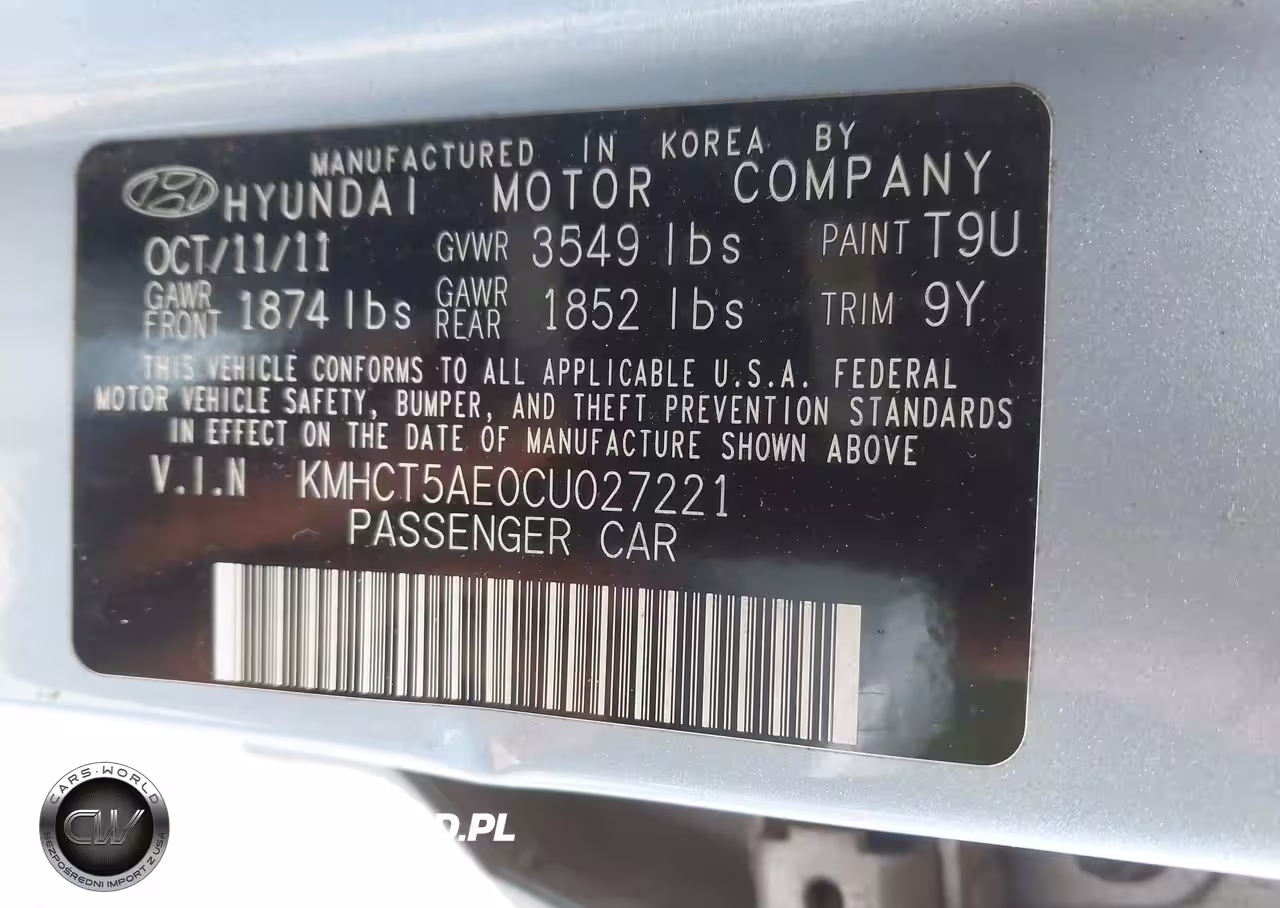 MANUFACTURED IN KOREA BY
HYUNDAI MOTOR COMPANY
OCT/11/11 GVWR 3549 lbs PAINT T9U
GAWR FRONT 1874 lbs GAWR REAR 1852 lbs TRIM 9Y
THIS VEHICLE CONFORMS TO ALL APPLICABLE U.S.A. FEDERAL
MOTOR VEHICLE SAFETY, BUMPER, AND THEFT PREVENTION STANDARDS
IN EFFECT ON THE DATE OF MANUFACTURE SHOWN ABOVE
V.I.N KMHCT5AE0CU027221
PASSENGER CAR
CARS-WORLD
CW
BEZPOŚREDNI IMPORT Z USA
D.PL